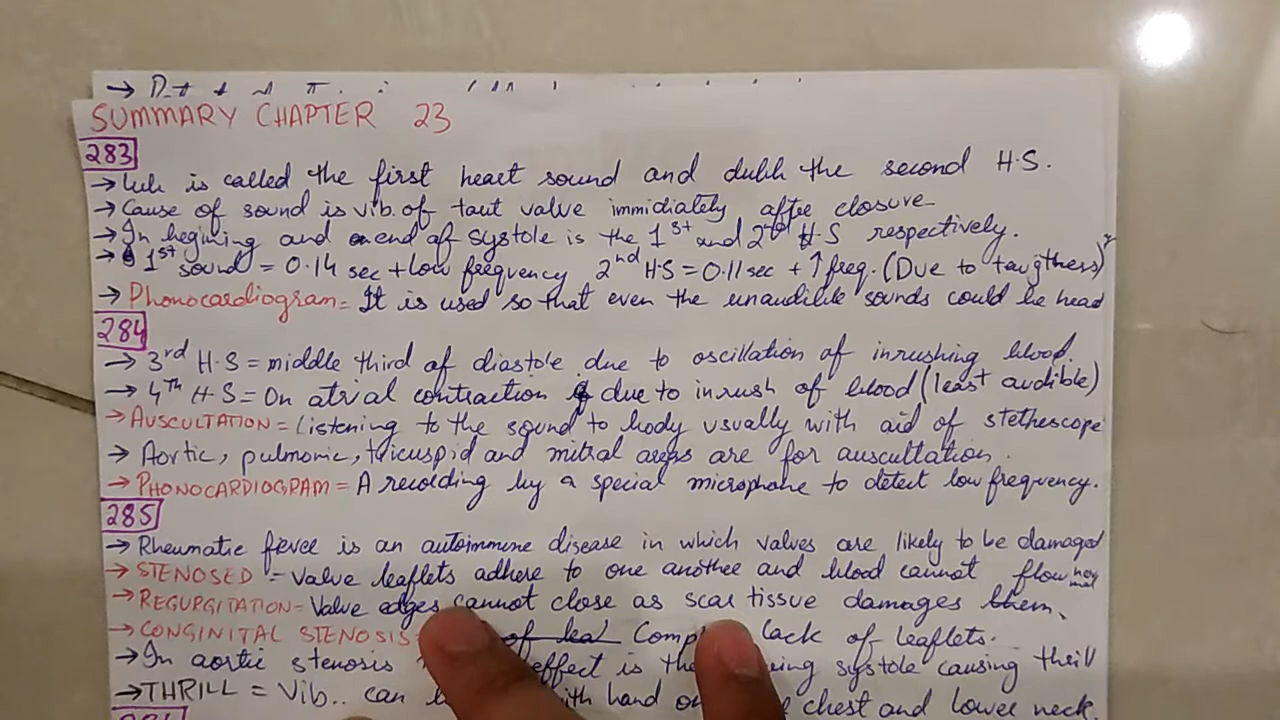 SUMMARY CHAPTER 23
283
→ Lub is called the first heart sound and dubb the second H.S.
→ Cause of sound is vib. of taut valve immidiately after closure
→ In begining and end of systole is the 1st and 2nd H.S respectively.
→ 1st sound = 0.14 sec + Low frequency 2nd H.S = 0.11 sec + ↑ freq. (Due to taugthess)
→ Phonocardiogram = It is used so that even the unaudible sounds could be head
284
→ 3rd H.S = middle third of diastole due to oscillation of inrushing blood.
→ 4TH H.S = On atrial contraction due to inrush of blood (least audible)
→ AUSCULTATION = Listening to the sound to body usually with aid of stethescope
→ Aortic, pulmonic, tricuspid and mitral areas are for auscultation.
→ PHONOCARDIOGRAM = A recording by a special microphone to detect low frequency.
285
→ Rheumatic fever is an autoimmune disease in which valves are likely to be damaged
→ STENOSED = Valve leaflets adhere to one another and blood cannot flow
→ REGURGITATION = Valve edges cannot close as scar tissue damages them.
→ CONGINITAL STENOSIS = of leaf lack of leaflets.
→ In aortic stenosis effect is systole causing thrill
→ THRILL = Vib.. can with hand chest and lower neck.